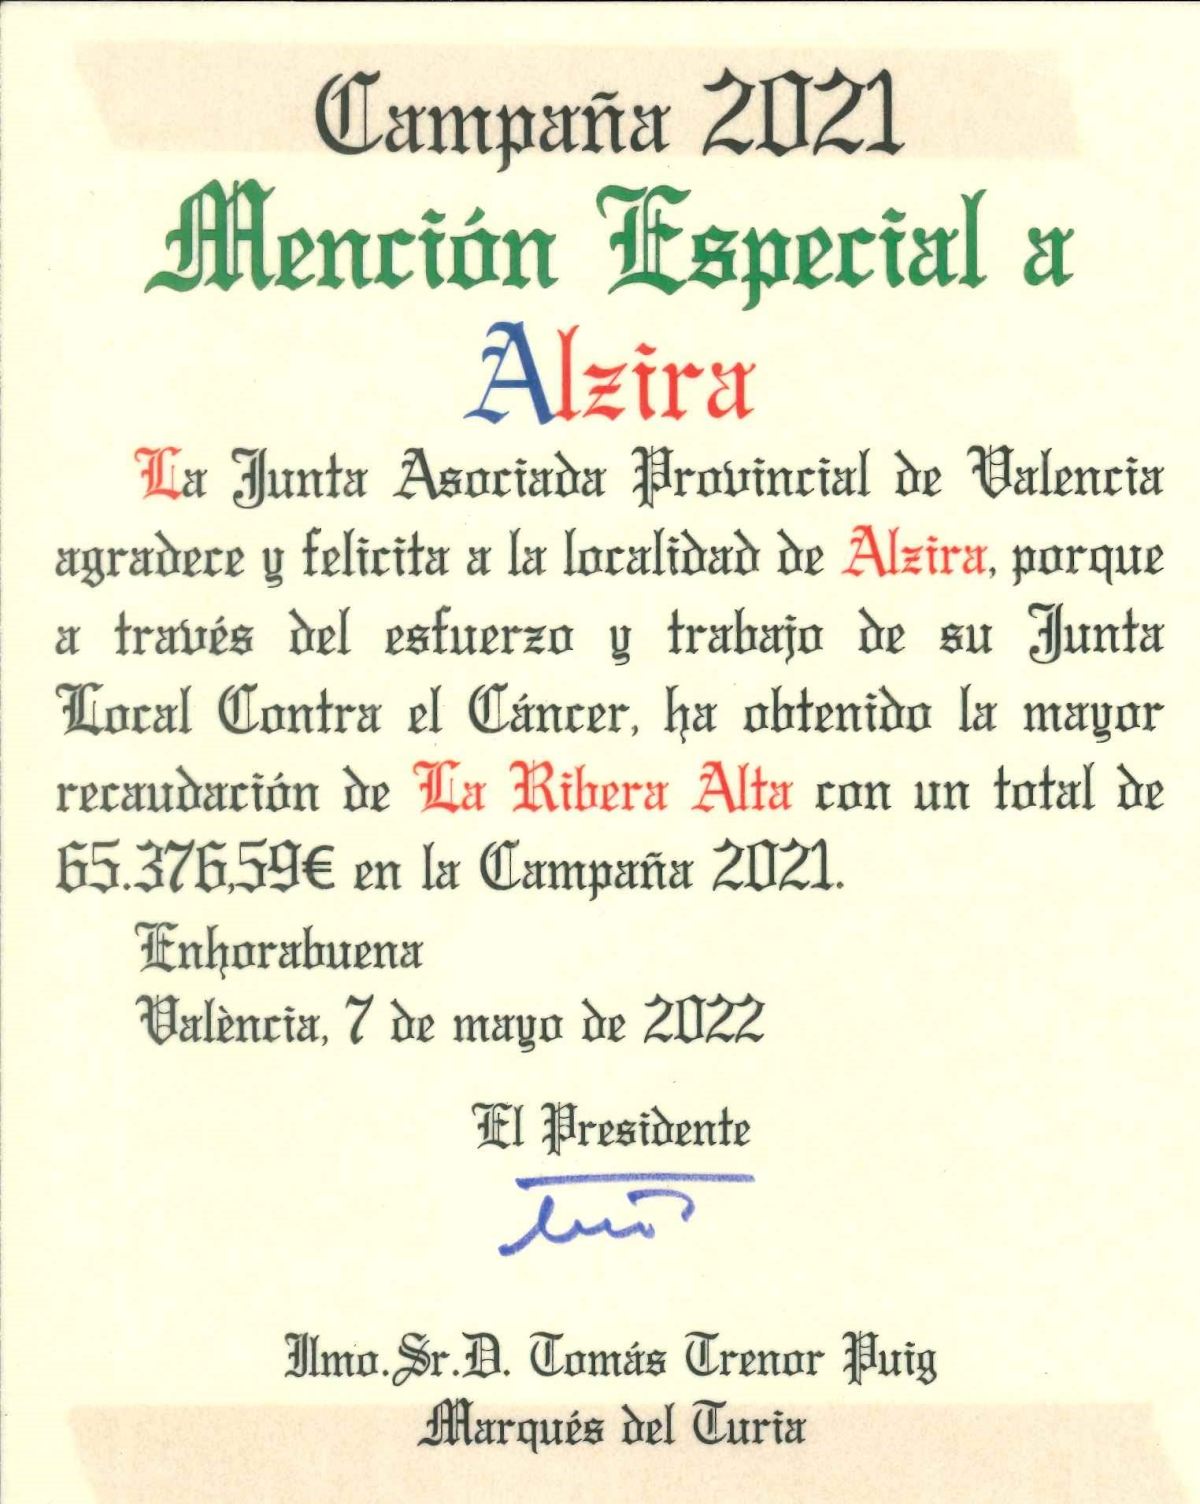 Campaña 2021
Mención Especial a
Alzira
La Junta Asociada Provincial de Valencia
agradece y felicita a la localidad de Alzira, porque
a través del esfuerzo y trabajo de su Junta
Local Contra el Cáncer, ha obtenido la mayor
recaudación de La Ribera Alta con un total de
65.376,59€ en la Campaña 2021.
Enhorabuena
València, 7 de mayo de 2022
El Presidente
Ilmo.Sr.D. Tomás Trenor Puig
Marqués del Turia